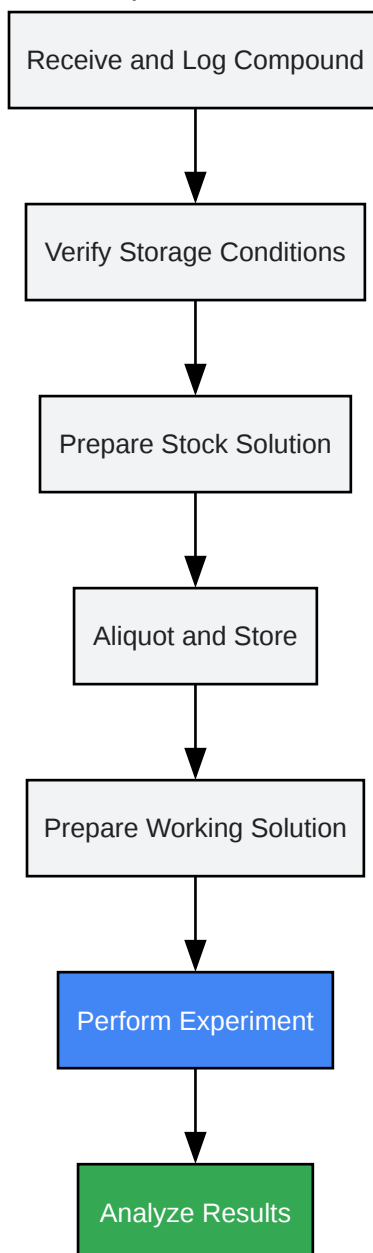 Receive and Log Compound
Verify Storage Conditions
Prepare Stock Solution
Aliquot and Store
Prepare Working Solution
Perform Experiment
Analyze Results